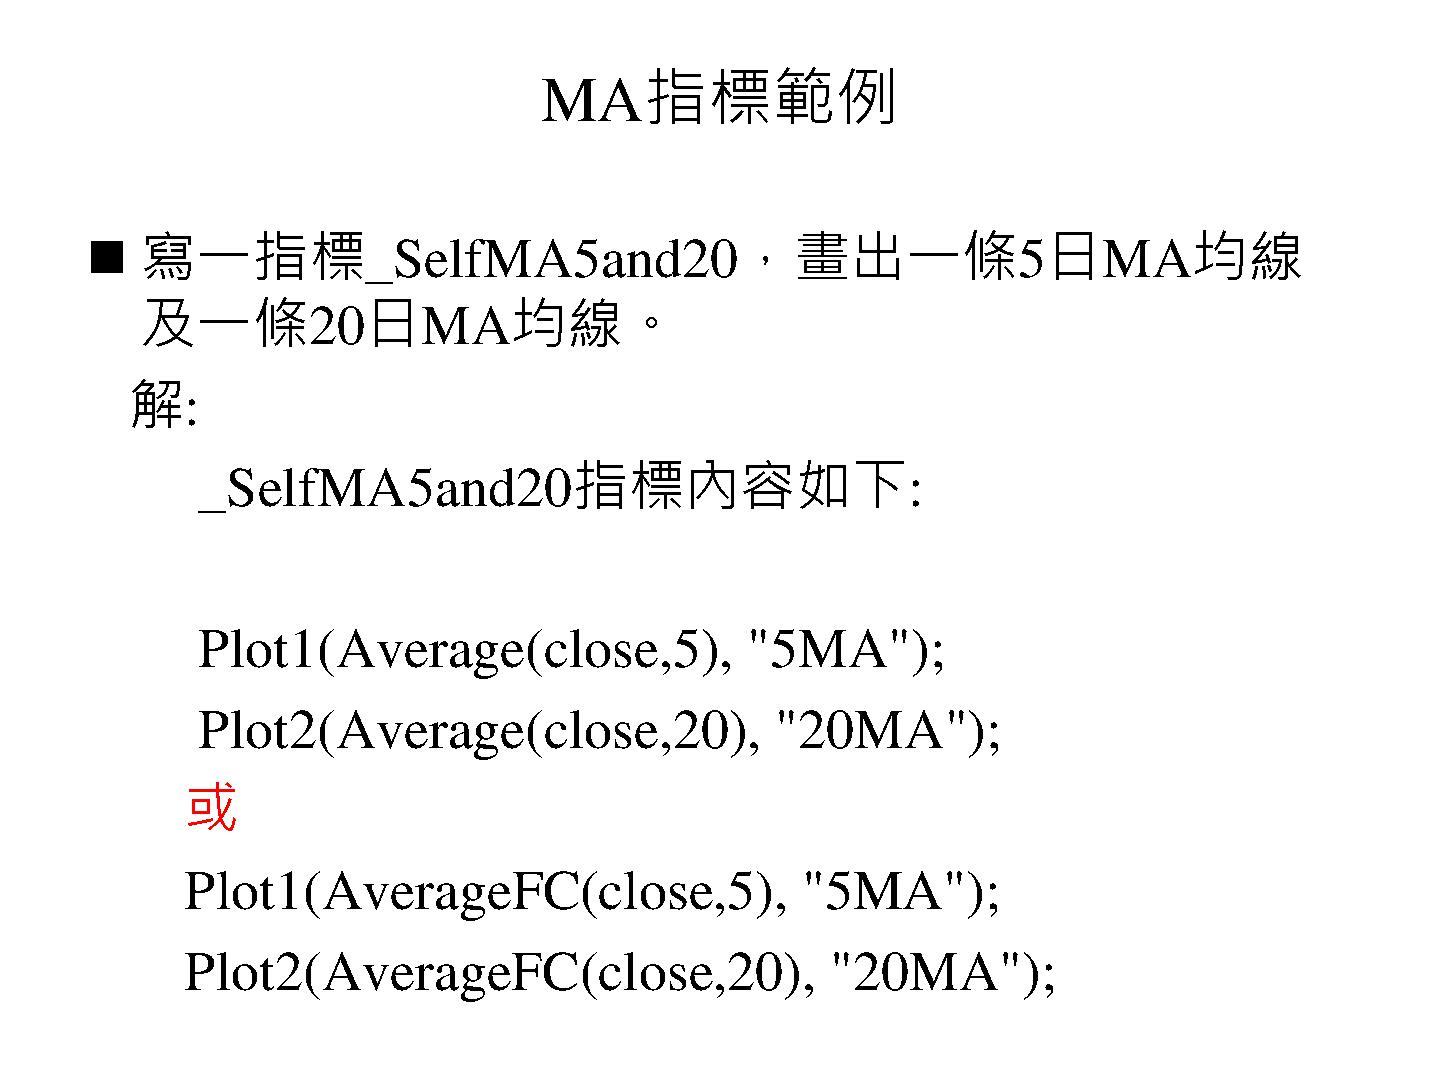 MA指標範例
■ 寫一指標_SelfMA5and20，畫出一條5日MA均線
及一條20日MA均線。
解:
_SelfMA5and20指標內容如下:
Plot1(Average(close,5), "5MA");
Plot2(Average(close,20), "20MA");
或
Plot1(AverageFC(close,5), "5MA");
Plot2(AverageFC(close,20), "20MA");